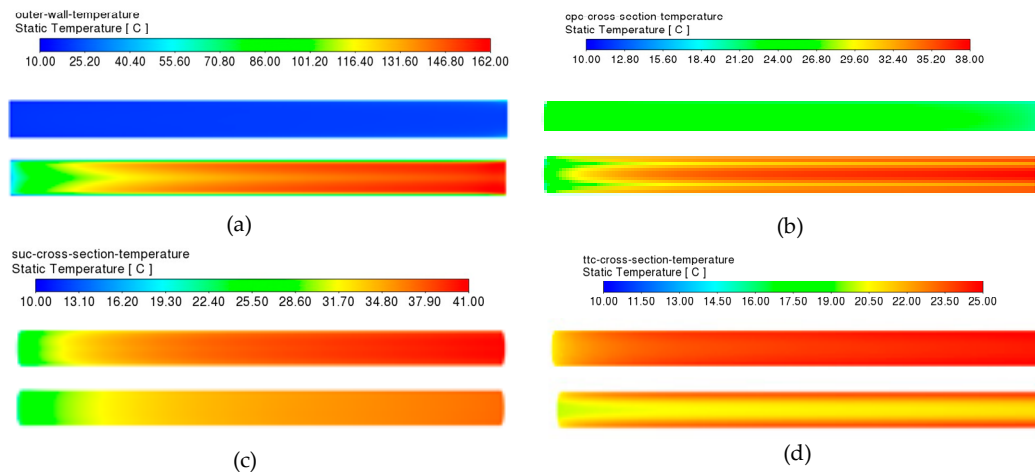 outer-wall-temperature
Static Temperature [ C ]
10.00 25.20 40.40 55.60 70.80 86.00 101.20 116.40 131.60 146.80 162.00
(a)
cpc-cross-section-temperature
Static Temperature [ C ]
10.00 12.80 15.60 18.40 21.20 24.00 26.80 29.60 32.40 35.20 38.00
(b)
suc-cross-section-temperature
Static Temperature [ C ]
10.00 13.10 16.20 19.30 22.40 25.50 28.60 31.70 34.80 37.90 41.00
(c)
ttc-cross-section-temperature
Static Temperature [ C ]
10.00 11.50 13.00 14.50 16.00 17.50 19.00 20.50 22.00 23.50 25.00
(d)